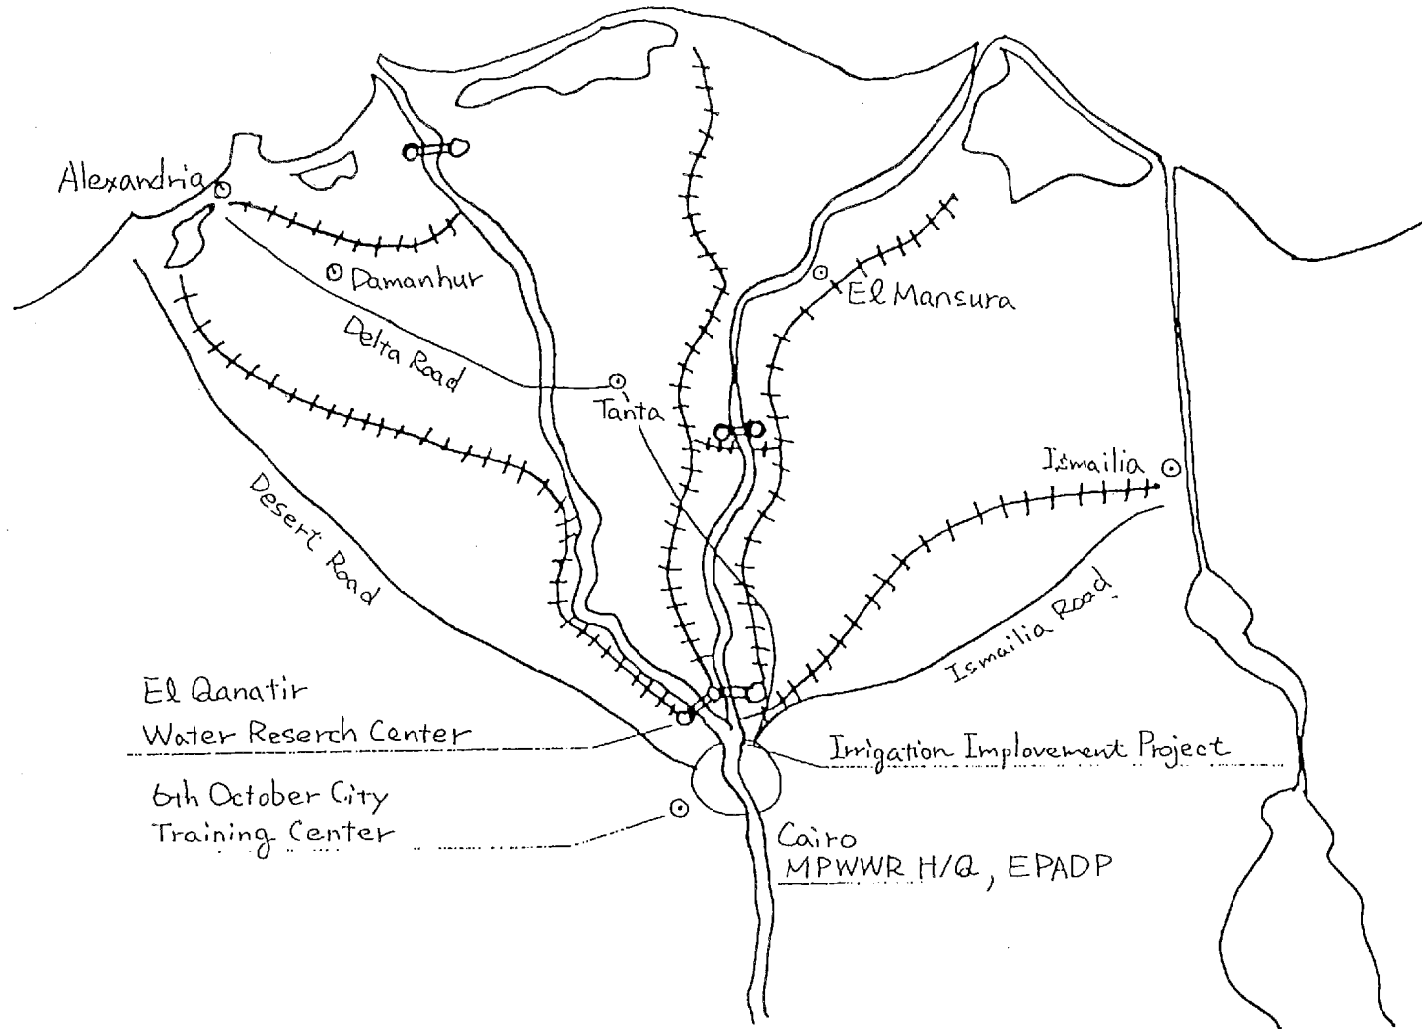 Alexandria
Damanhur
El Mansura
Delta Road
Tanta
Ismailia
Desert Road
Ismailia Road
El Qanatir
Water Reserch Center
Irrigation Implovement Project
6th October City
Training Center
Cairo
MPWWR H/Q, EPADP